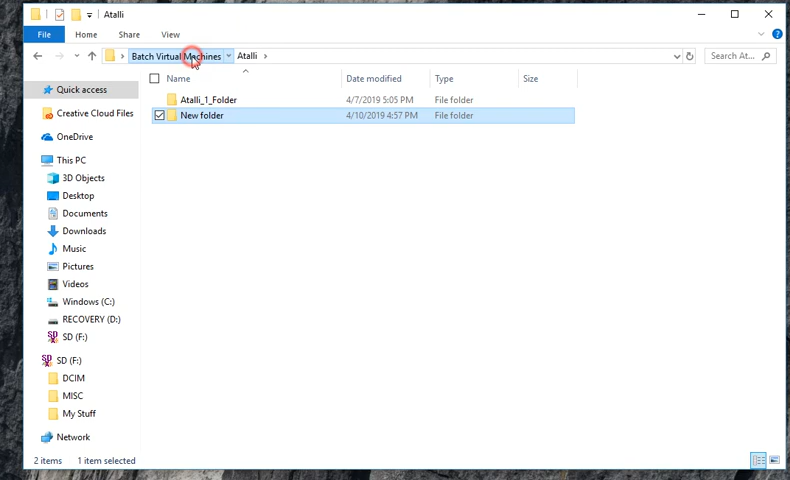 Atalli
File Home Share View
Batch Virtual Machines Atalli Search At...
Name Date modified Type Size
Quick access
Atalli_1_Folder 4/7/2019 5:05 PM File folder
New folder 4/10/2019 4:57 PM File folder
Creative Cloud Files
OneDrive
This PC
3D Objects
Desktop
Documents
Downloads
Music
Pictures
Videos
Windows (C:)
RECOVERY (D:)
SD (F:)
SD (F:)
DCIM
MISC
My Stuff
Network
2 items 1 item selected